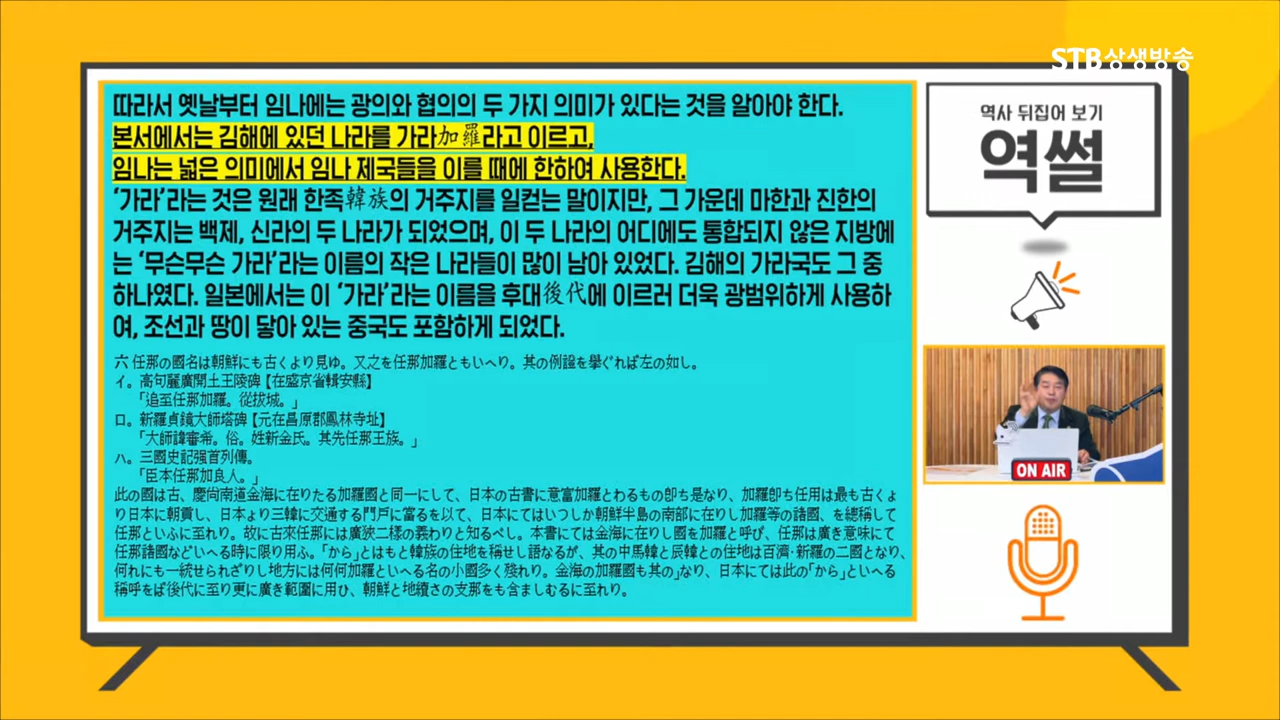 STB상생방송
따라서 옛날부터 임나에는 광의와 협의의 두 가지 의미가 있다는 것을 알아야 한다.
본서에서는 김해에 있던 나라를 가라加羅라고 이르고,
임나는 넓은 의미에서 임나 제국들을 이를 때에 한하여 사용한다.
‘가라’라는 것은 원래 한족韓族의 거주지를 일컫는 말이지만, 그 가운데 마한과 진한의
거주지는 백제, 신라의 두 나라가 되었으며, 이 두 나라의 어디에도 통합되지 않은 지방에
는 ‘무슨무슨 가라’라는 이름의 작은 나라들이 많이 남아 있었다. 김해의 가라국도 그 중
하나였다. 일본에서는 이 ‘가라’라는 이름을 후대後代에 이르러 더욱 광범위하게 사용하
여, 조선과 땅이 닿아 있는 중국도 포함하게 되었다.
六 任那の國名は朝鮮にも古くより見ゆ。又之を任那加羅ともいへり。其の例證を擧ぐれば左の如し。
イ。高句麗廣開土王陵碑【在盛京省輯安縣】
「追至任那加羅。從拔城。」
ロ。新羅貞鏡大師塔碑【元在昌原郡鳳林寺址】
「大師諱審希。俗。姓新金氏。其先任那王族。」
ハ。三國史記强首列傳。
「臣本任那加良人。」
此の國は古、慶尙南道金海に在りたる加羅國と同一にして、日本の古書に意富加羅とわるもの卽ち是なり、加羅卽ち任用は最も古くょ
り日本に朝貢し、日本より三韓に交通する門戶に富るを以て、日本にてはいつしか朝鮮半島の南部に在りし加羅等の諸國、を總稱して
任那といふに至れり。故に古來任那には廣狹二樣の義わりと知るべし。本書にては金海に在りし國を加羅と呼び、任那は廣き意味にて
任那諸國などいへる時に限り用ふ。「から」とはもと韓族の住地を稱せし語なるが、其の中馬韓と辰韓との住地は百濟·新羅の二國となり、
何れにも一統せられざりし地方には何何加羅といへる名の小國多く殘れり。金海の加羅國も其の」なり、日本にては此の「から」といへる
稱呼をば後代に至り更に廣き範圍に用ひ、朝鮮と地續さの支那をも含ましむるに至れり。
역사 뒤집어 보기
역썰
ON AIR